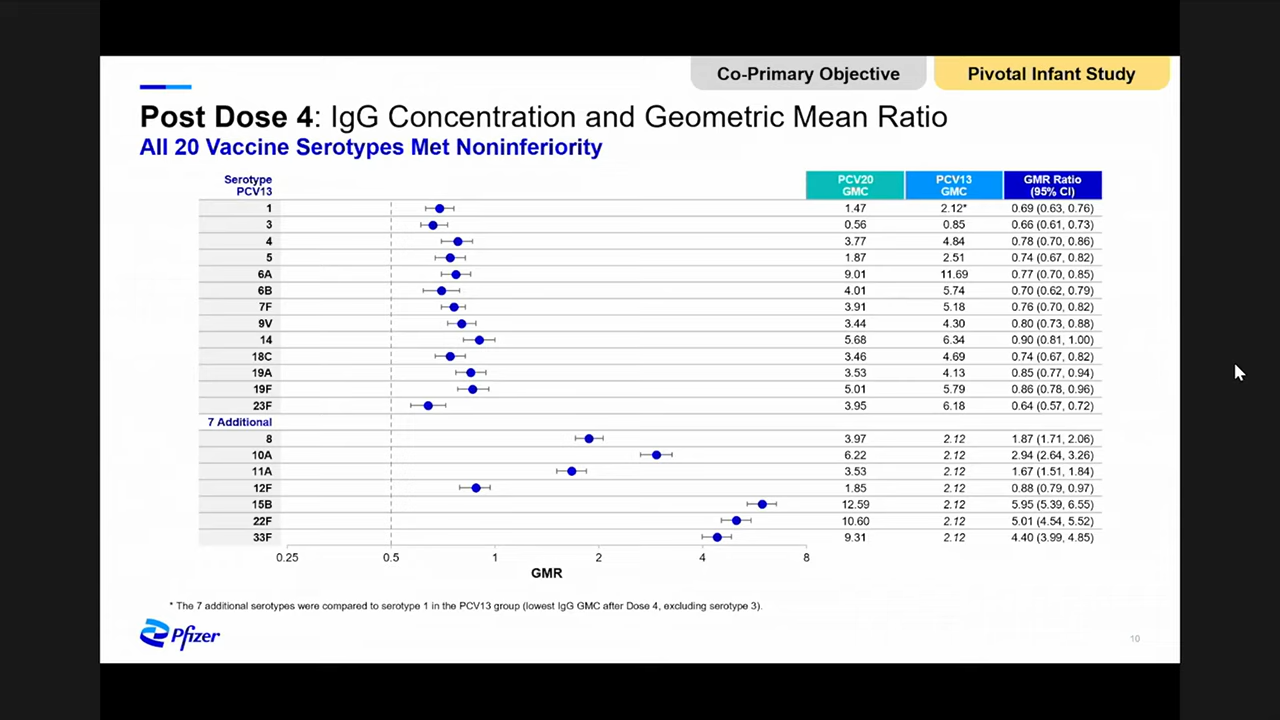 Co-Primary Objective
Pivotal Infant Study
Post Dose 4: IgG Concentration and Geometric Mean Ratio
All 20 Vaccine Serotypes Met Noninferiority
Serotype PCV20 PCV13 GMR Ratio
PCV13 GMC GMC (95% CI)
1 1.47 2.12* 0.69 (0.63, 0.76)
3 0.56 0.85 0.66 (0.61, 0.73)
4 3.77 4.84 0.78 (0.70, 0.86)
5 1.87 2.51 0.74 (0.67, 0.82)
6A 9.01 11.69 0.77 (0.70, 0.85)
6B 4.01 5.74 0.70 (0.62, 0.79)
7F 3.91 5.18 0.76 (0.70, 0.82)
9V 3.44 4.30 0.80 (0.73, 0.88)
14 5.68 6.34 0.90 (0.81, 1.00)
18C 3.46 4.69 0.74 (0.67, 0.82)
19A 3.53 4.13 0.85 (0.77, 0.94)
19F 5.01 5.79 0.86 (0.78, 0.96)
23F 3.95 6.18 0.64 (0.57, 0.72)
7 Additional
8 3.97 2.12 1.87 (1.71, 2.06)
10A 6.22 2.12 2.94 (2.64, 3.26)
11A 3.53 2.12 1.67 (1.51, 1.84)
12F 1.85 2.12 0.88 (0.79, 0.97)
15B 12.59 2.12 5.95 (5.39, 6.55)
22F 10.60 2.12 5.01 (4.54, 5.52)
33F 9.31 2.12 4.40 (3.99, 4.85)
0.25 0.5 1 2 4 8
GMR
* The 7 additional serotypes were compared to serotype 1 in the PCV13 group (lowest IgG GMC after Dose 4, excluding serotype 3).
Pfizer
10